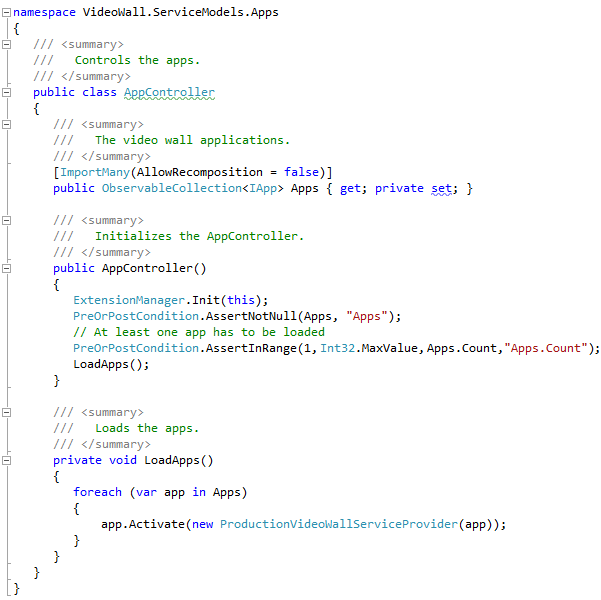 namespace VideoWall.ServiceModels.Apps
{
    /// <summary>
    ///   Controls the apps.
    /// </summary>
    public class AppController
    {
        /// <summary>
        ///   The video wall applications.
        /// </summary>
        [ImportMany(AllowRecomposition = false)]
        public ObservableCollection<IApp> Apps { get; private set; }

        /// <summary>
        ///   Initializes the AppController.
        /// </summary>
        public AppController()
        {
            ExtensionManager.Init(this);
            PreOrPostCondition.AssertNotNull(Apps, "Apps");
            // At least one app has to be loaded
            PreOrPostCondition.AssertInRange(1,Int32.MaxValue,Apps.Count,"Apps.Count");
            LoadApps();
        }

        /// <summary>
        ///   Loads the apps.
        /// </summary>
        private void LoadApps()
        {
            foreach (var app in Apps)
            {
                app.Activate(new ProductionVideoWallServiceProvider(app));
            }
        }
    }
}